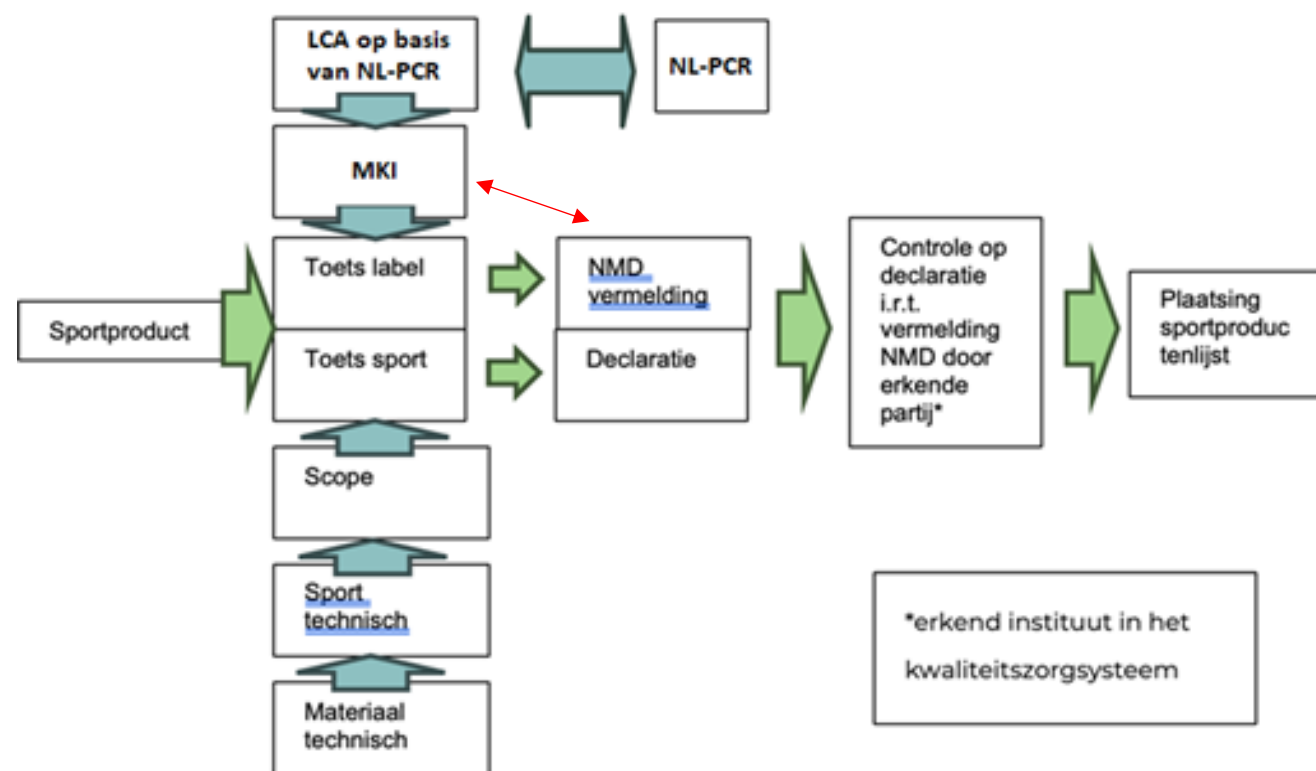 LCA op basis
van NL-PCR
NL-PCR
MKI
Toets label
NMD
vermelding
Controle op
declaratie
i.r.t.
vermelding
NMD door
erkende
partij*
Plaatsing
sportproduc
tenlijst
Sportproduct
Toets sport
Declaratie
Scope
Sport
technisch
*erkend instituut in het
kwaliteitszorgsysteem
Materiaal
technisch